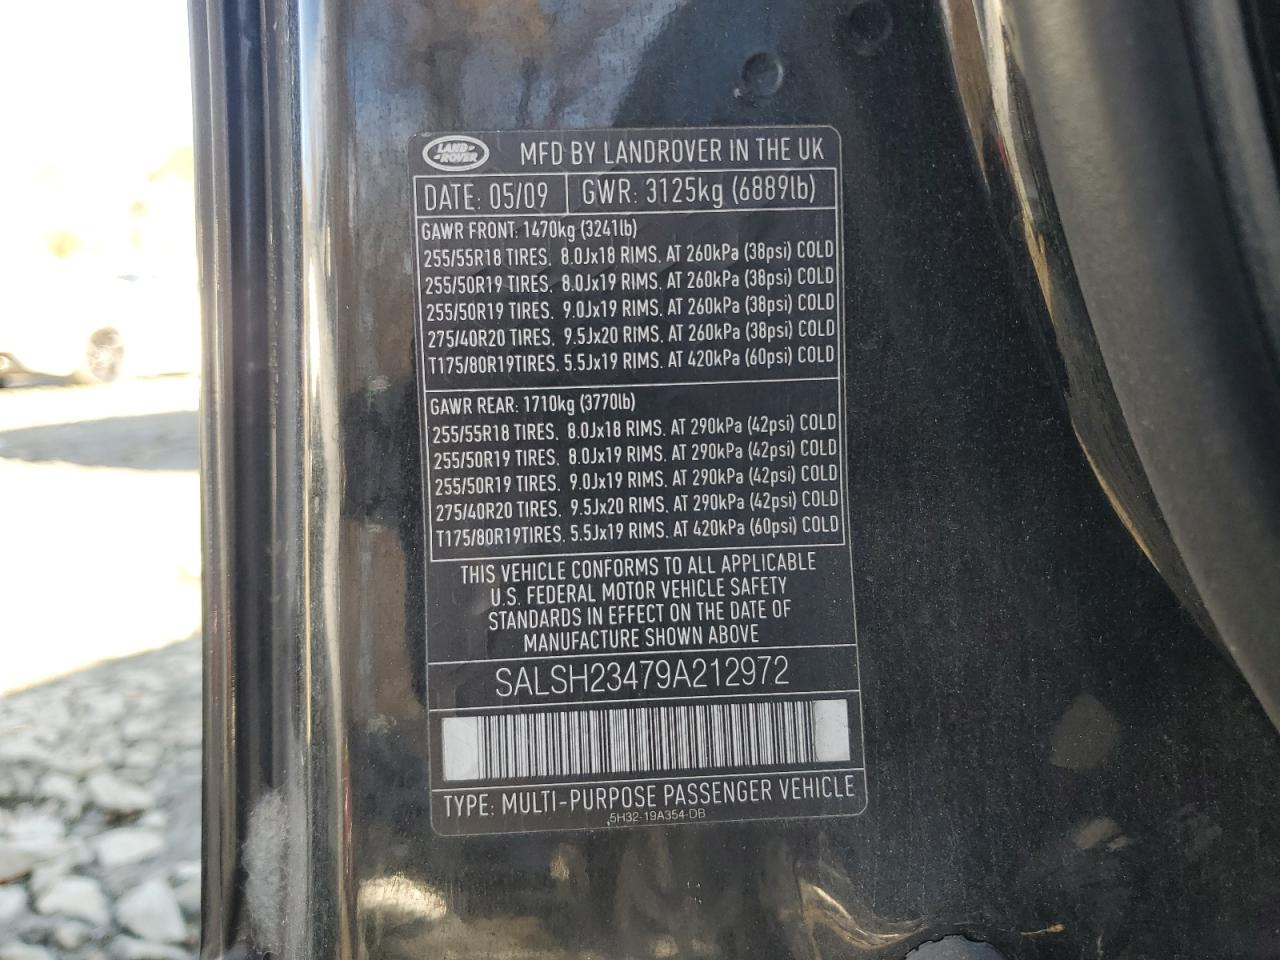 LAND-
-ROVER
MFD BY LANDROVER IN THE UK
DATE: 05/09 GWR: 3125kg (6889lb)
GAWR FRONT: 1470kg (3241lb)
255/55R18 TIRES. 8.0Jx18 RIMS. AT 260kPa (38psi) COLD
255/50R19 TIRES. 8.0Jx19 RIMS. AT 260kPa (38psi) COLD
255/50R19 TIRES. 9.0Jx19 RIMS. AT 260kPa (38psi) COLD
275/40R20 TIRES. 9.5Jx20 RIMS. AT 260kPa (38psi) COLD
T175/80R19TIRES. 5.5Jx19 RIMS. AT 420kPa (60psi) COLD
GAWR REAR: 1710kg (3770lb)
255/55R18 TIRES. 8.0Jx18 RIMS. AT 290kPa (42psi) COLD
255/50R19 TIRES. 8.0Jx19 RIMS. AT 290kPa (42psi) COLD
255/50R19 TIRES. 9.0Jx19 RIMS. AT 290kPa (42psi) COLD
275/40R20 TIRES. 9.5Jx20 RIMS. AT 290kPa (42psi) COLD
T175/80R19TIRES. 5.5Jx19 RIMS. AT 420kPa (60psi) COLD
THIS VEHICLE CONFORMS TO ALL APPLICABLE
U.S. FEDERAL MOTOR VEHICLE SAFETY
STANDARDS IN EFFECT ON THE DATE OF
MANUFACTURE SHOWN ABOVE
SALSH23479A212972
TYPE: MULTI-PURPOSE PASSENGER VEHICLE
5H32-19A354-DB